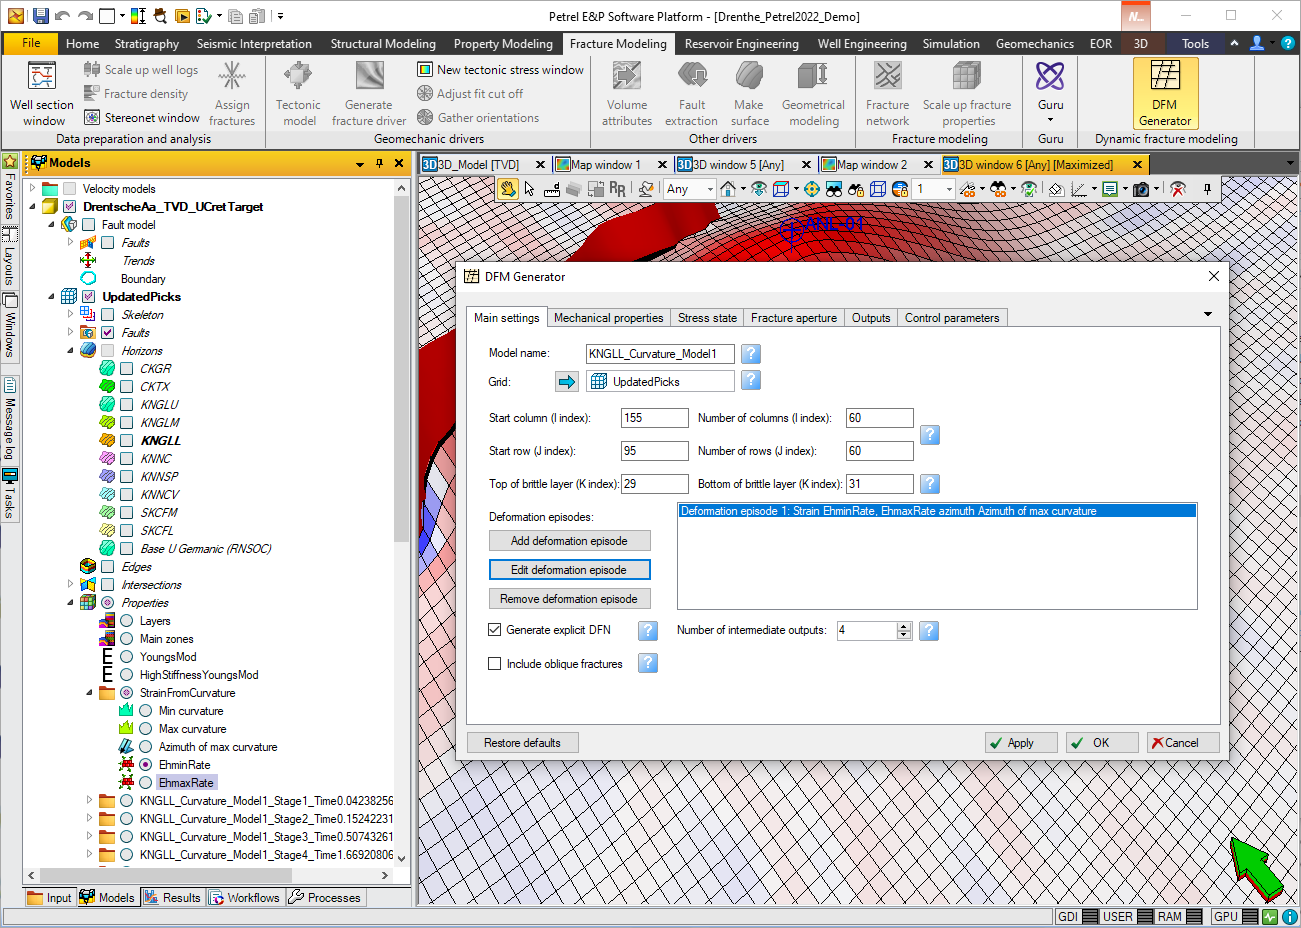 Petrel E&P Software Platform - [Drenthe_Petrel2022_Demo]
N...
File Home Stratigraphy Seismic Interpretation Structural Modeling Property Modeling Fracture Modeling Reservoir Engineering Well Engineering Simulation Geomechanics EOR 3D Tools
Well section window
Scale up well logs
Fracture density
Stereonet window
Assign fractures
Tectonic model
Generate fracture driver
New tectonic stress window
Adjust fit cut off
Gather orientations
Volume attributes
Fault extraction
Make surface
Geometrical modeling
Fracture network
Scale up fracture properties
Guru
DFM Generator
Data preparation and analysis Geomechanic drivers Other drivers Fracture modeling Guru Dynamic fracture modeling
Favorites
Layouts
Windows
Message log
Tasks
Models
3D 3D_Model [TVD] Map window 1 3D 3D window 5 [Any] Map window 2 3D 3D window 6 [Any] [Maximized]
Any 1
Velocity models
DrentscheAa_TVD_UCretTarget
Fault model
Faults
Trends
Boundary
UpdatedPicks
Skeleton
Faults
Horizons
CKGR
CKTX
KNGLU
KNGLM
KNGLL
KNNC
KNNSP
KNNCV
SKCFM
SKCFL
Base U Germanic (RNSOC)
Edges
Intersections
Properties
Layers
Main zones
YoungsMod
HighStiffnessYoungsMod
StrainFromCurvature
Min curvature
Max curvature
Azimuth of max curvature
EhminRate
EhmaxRate
KNGLL_Curvature_Model1_Stage1_Time0.04238256
KNGLL_Curvature_Model1_Stage2_Time0.15242231
KNGLL_Curvature_Model1_Stage3_Time0.50743261
KNGLL_Curvature_Model1_Stage4_Time1.66920806
Input Models Results Workflows Processes
ANL-01
DFM Generator
Main settings Mechanical properties Stress state Fracture aperture Outputs Control parameters
Model name: KNGLL_Curvature_Model1 ?
Grid: UpdatedPicks ?
Start column (I index): 155 Number of columns (I index): 60
?
Start row (J index): 95 Number of rows (J index): 60
Top of brittle layer (K index): 29 Bottom of brittle layer (K index): 31 ?
Deformation episodes:
Deformation episode 1: Strain EhminRate, EhmaxRate azimuth Azimuth of max curvature
Add deformation episode
Edit deformation episode
Remove deformation episode
Generate explicit DFN ? Number of intermediate outputs: 4 ?
Include oblique fractures ?
Restore defaults Apply OK Cancel
GDI USER RAM GPU